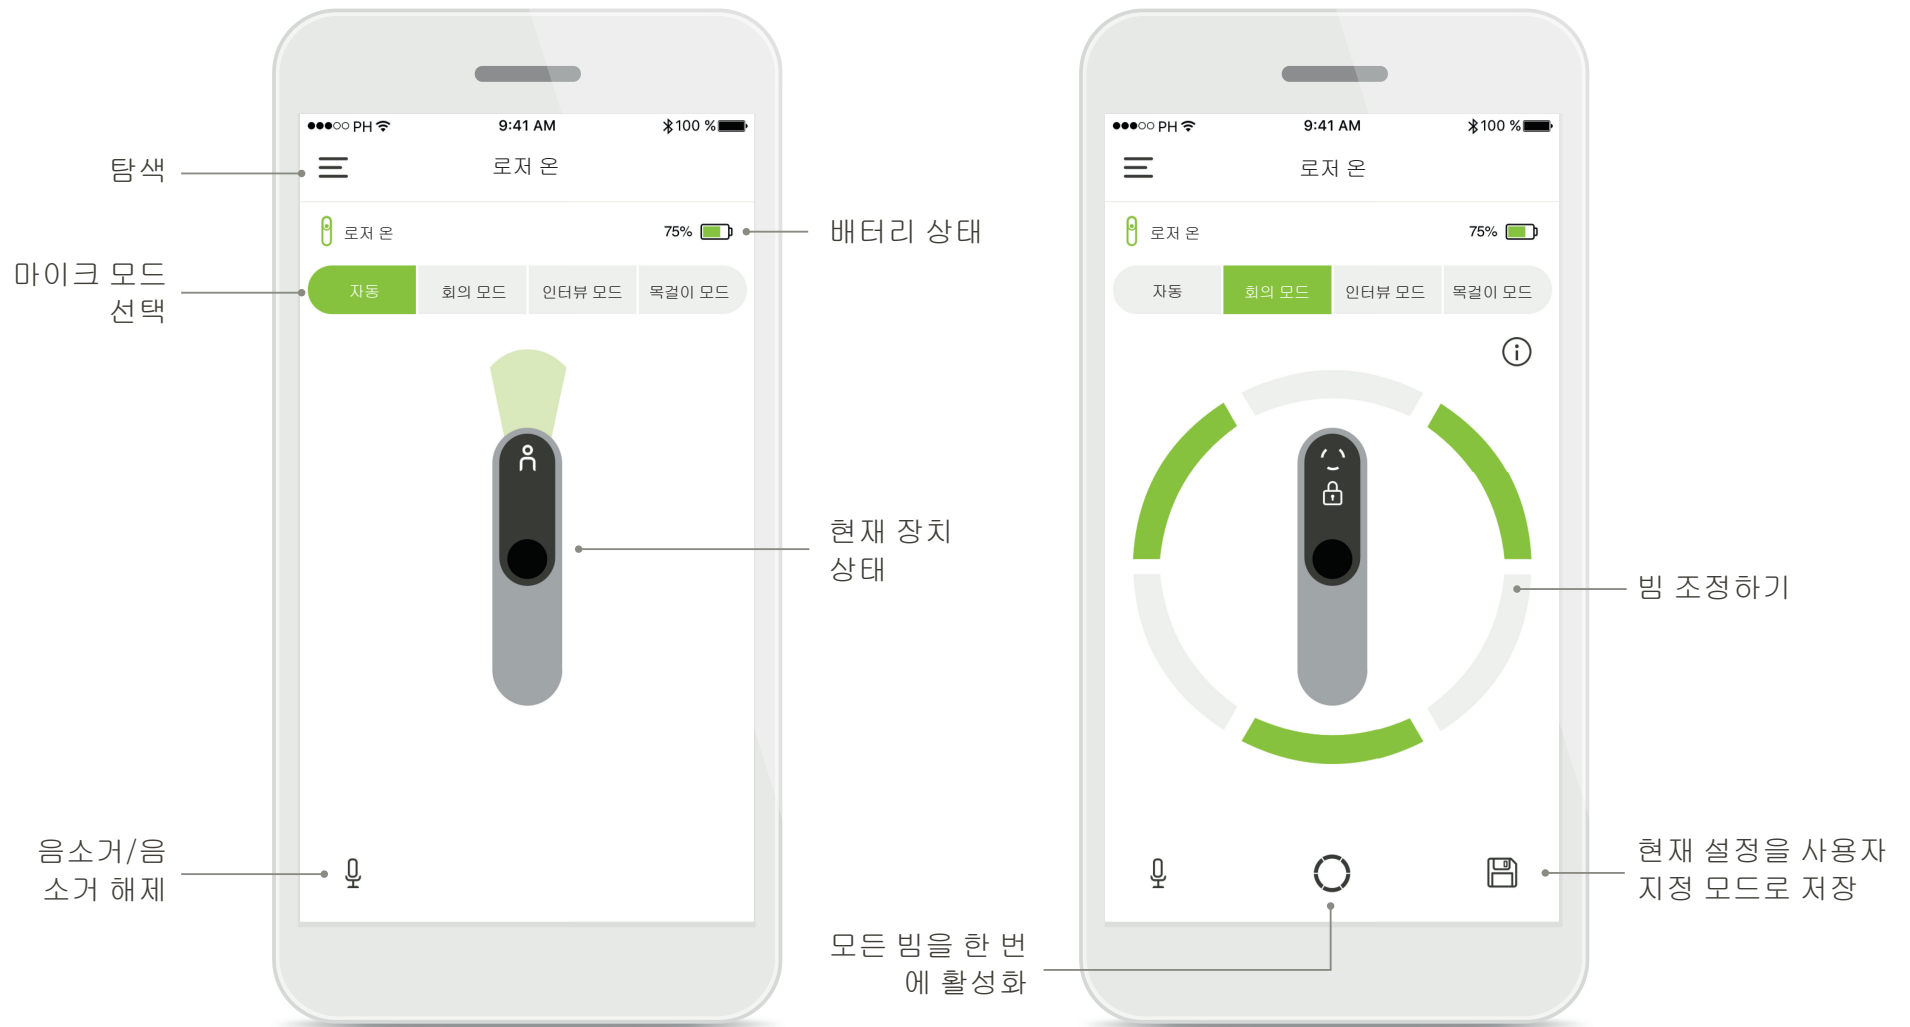 PH
9:41 AM
100 %
로저 온
로저 온
75%
자동
회의 모드
인터뷰 모드
목걸이 모드
탐색
마이크 모드
선택
음소거/음
소거 해제
배터리 상태
현재 장치
상태
PH
9:41 AM
100 %
로저 온
로저 온
75%
자동
회의 모드
인터뷰 모드
목걸이 모드
빔 조정하기
현재 설정을 사용자
지정 모드로 저장
모든 빔을 한 번
에 활성화